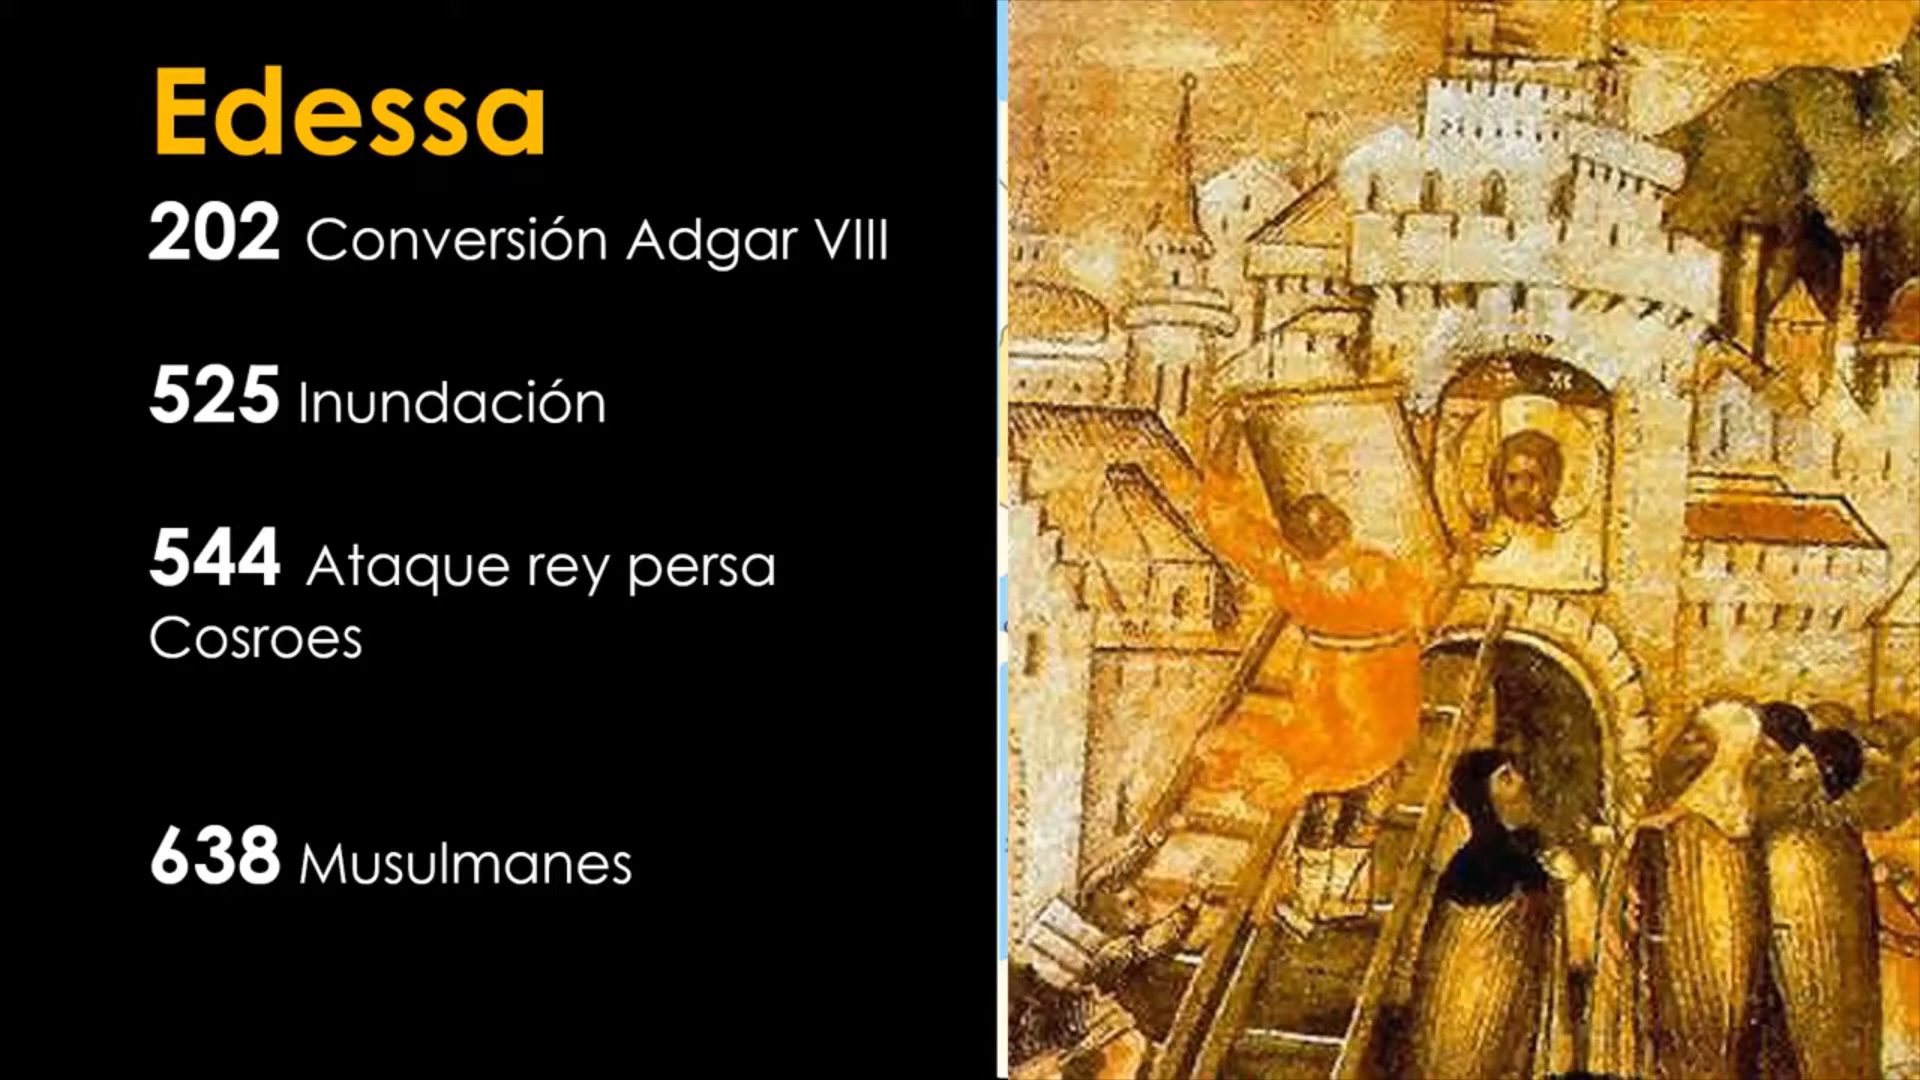 Edessa
202 Conversión Adgar VIII
525 Inundación
544 Ataque rey persa
Cosroes
638 Musulmanes